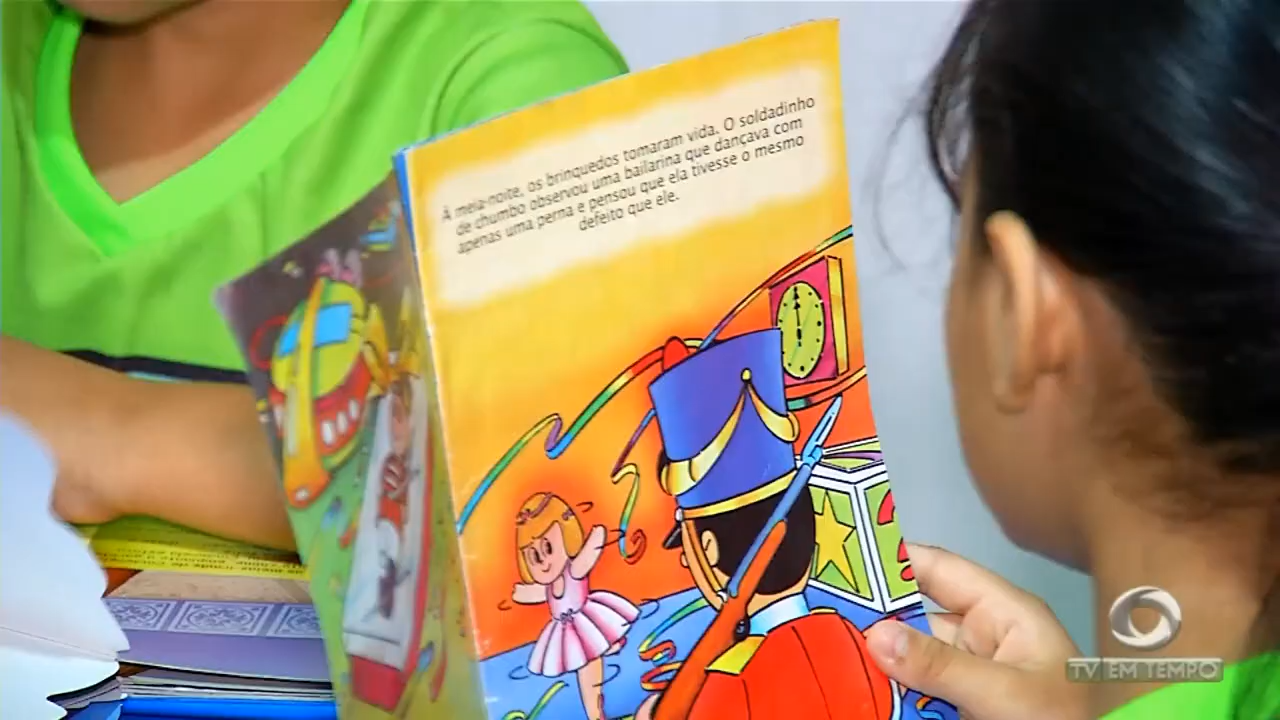 À meia-noite, os brinquedos tomaram vida. O soldadinho
de chumbo observou uma bailarina que dançava com
apenas uma perna e pensou que ela tivesse o mesmo
defeito que ele.
TV EM TEMPO